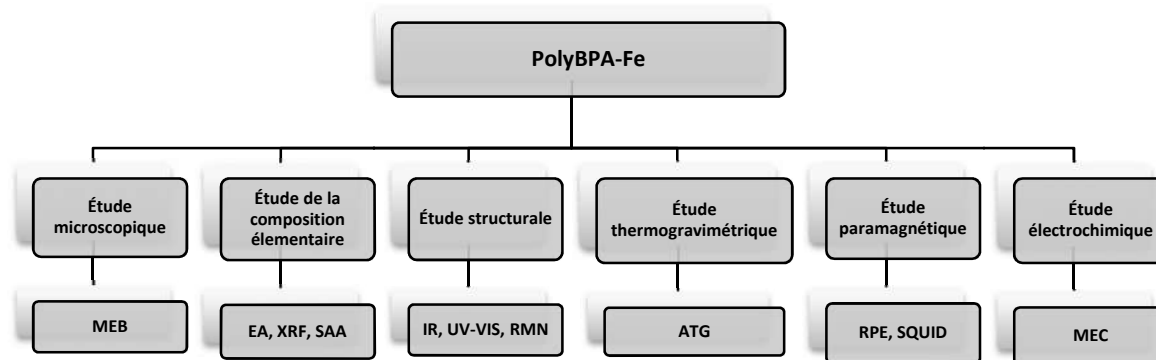 PolyBPA-Fe
Étude
microscopique
Étude de la
composition
élementaire
Étude structurale
Étude
thermogravimétrique
Étude
paramagnétique
Étude
électrochimique
MEB
EA, XRF, SAA
IR, UV-VIS, RMN
ATG
RPE, SQUID
MEC